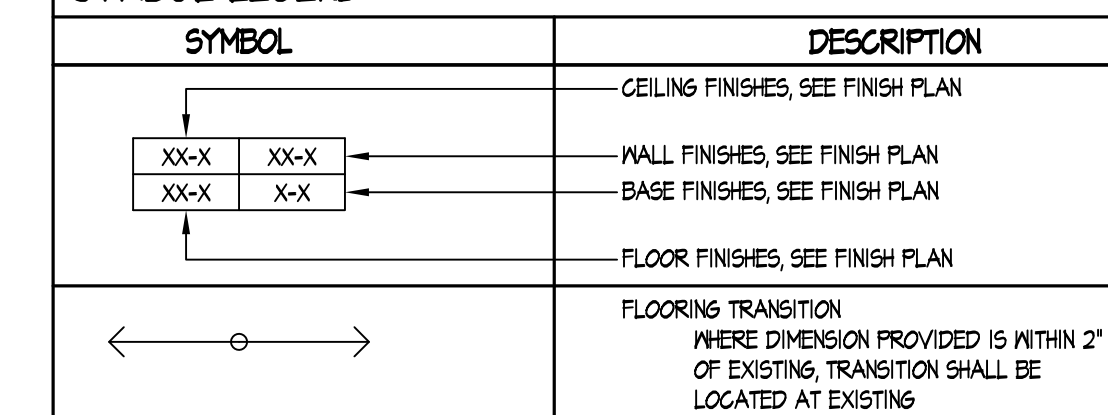 SYMBOL DESCRIPTION
CEILING FINISHES, SEE FINISH PLAN
XX-X XX-X WALL FINISHES, SEE FINISH PLAN
XX-X X-X BASE FINISHES, SEE FINISH PLAN
FLOOR FINISHES, SEE FINISH PLAN
FLOORING TRANSITION
WHERE DIMENSION PROVIDED IS WITHIN 2"
OF EXISTING, TRANSITION SHALL BE
LOCATED AT EXISTING